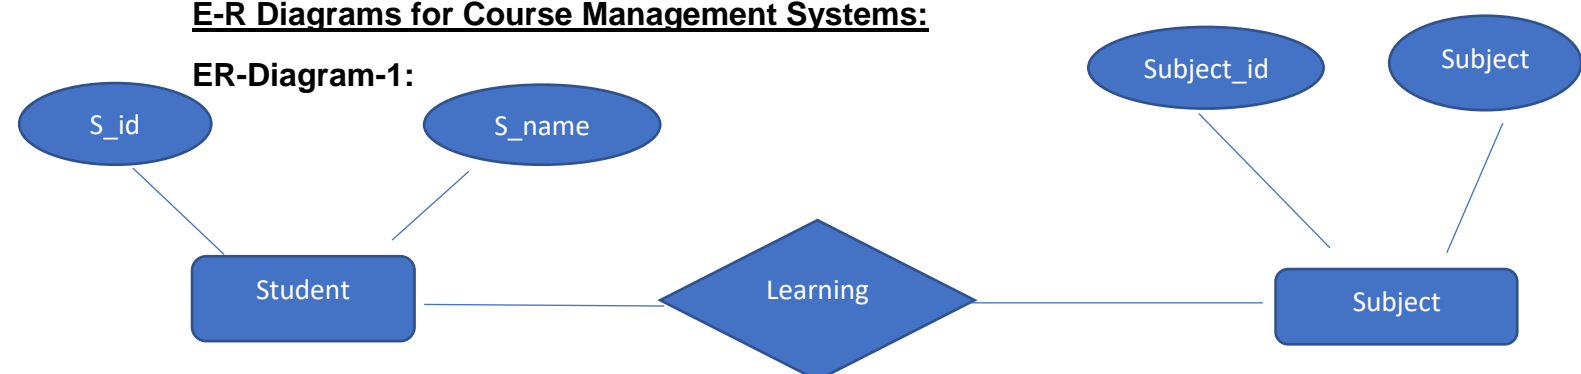 E-R Diagrams for Course Management Systems:
ER-Diagram-1:
Subject_id
Subject
S_id
S_name
Student
Learning
Subject